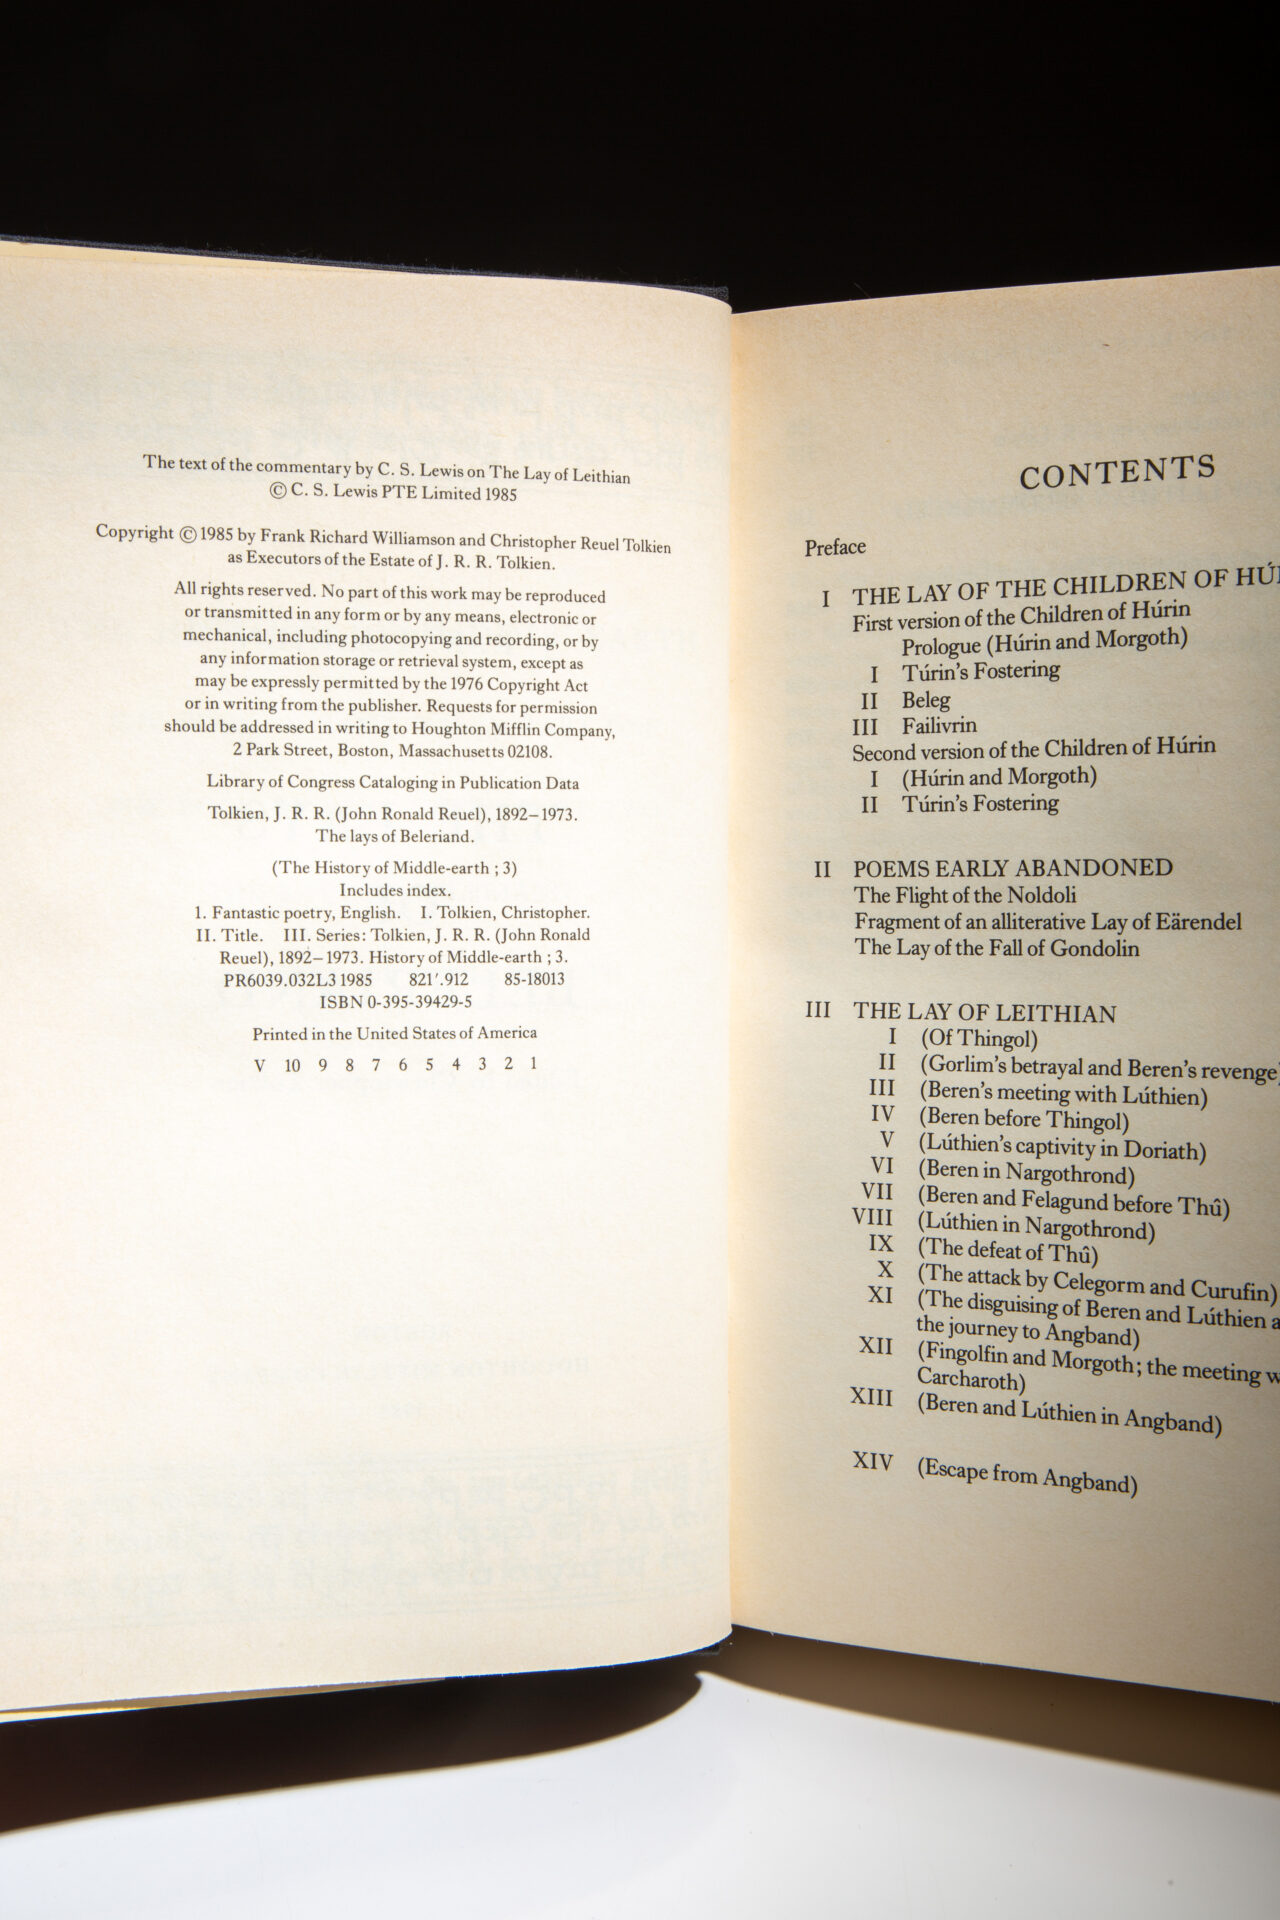 The text of the commentary by C. S. Lewis on The Lay of Leithian
© C. S. Lewis PTE Limited 1985
Copyright © 1985 by Frank Richard Williamson and Christopher Reuel Tolkien
as Executors of the Estate of J. R. R. Tolkien.
All rights reserved. No part of this work may be reproduced
or transmitted in any form or by any means, electronic or
mechanical, including photocopying and recording, or by
any information storage or retrieval system, except as
may be expressly permitted by the 1976 Copyright Act
or in writing from the publisher. Requests for permission
should be addressed in writing to Houghton Mifflin Company,
2 Park Street, Boston, Massachusetts 02108.
Library of Congress Cataloging in Publication Data
Tolkien, J. R. R. (John Ronald Reuel), 1892–1973.
The lays of Beleriand.
(The History of Middle-earth ; 3)
Includes index.
1. Fantastic poetry, English. I. Tolkien, Christopher.
II. Title. III. Series: Tolkien, J. R. R. (John Ronald
Reuel), 1892–1973. History of Middle-earth ; 3.
PR6039.032L3 1985 821'.912 85-18013
ISBN 0-395-39429-5
Printed in the United States of America
V 10 9 8 7 6 5 4 3 2 1
CONTENTS
Preface
I THE LAY OF THE CHILDREN OF
First version of the Children of Húrin
Prologue (Húrin and Morgoth)
I Túrin's Fostering
II Beleg
III Failivrin
Second version of the Children of Húrin
I (Húrin and Morgoth)
II Túrin's Fostering
II POEMS EARLY ABANDONED
The Flight of the Noldoli
Fragment of an alliterative Lay of Eärendel
The Lay of the Fall of Gondolin
III THE LAY OF LEITHIAN
I (Of Thingol)
II (Gorlim's betrayal and Beren's revenge)
III (Beren's meeting with Lúthien)
IV (Beren before Thingol)
V (Lúthien's captivity in Doriath)
VI (Beren in Nargothrond)
VII (Beren and Felagund before Thû)
VIII (Lúthien in Nargothrond)
IX (The defeat of Thû)
X (The attack by Celegorm and Curufin)
XI (The disguising of Beren and Lúthien
the journey to Angband)
XII (Fingolfin and Morgoth; the meeting
Carcharoth)
XIII (Beren and Lúthien in Angband)
XIV (Escape from Angband)